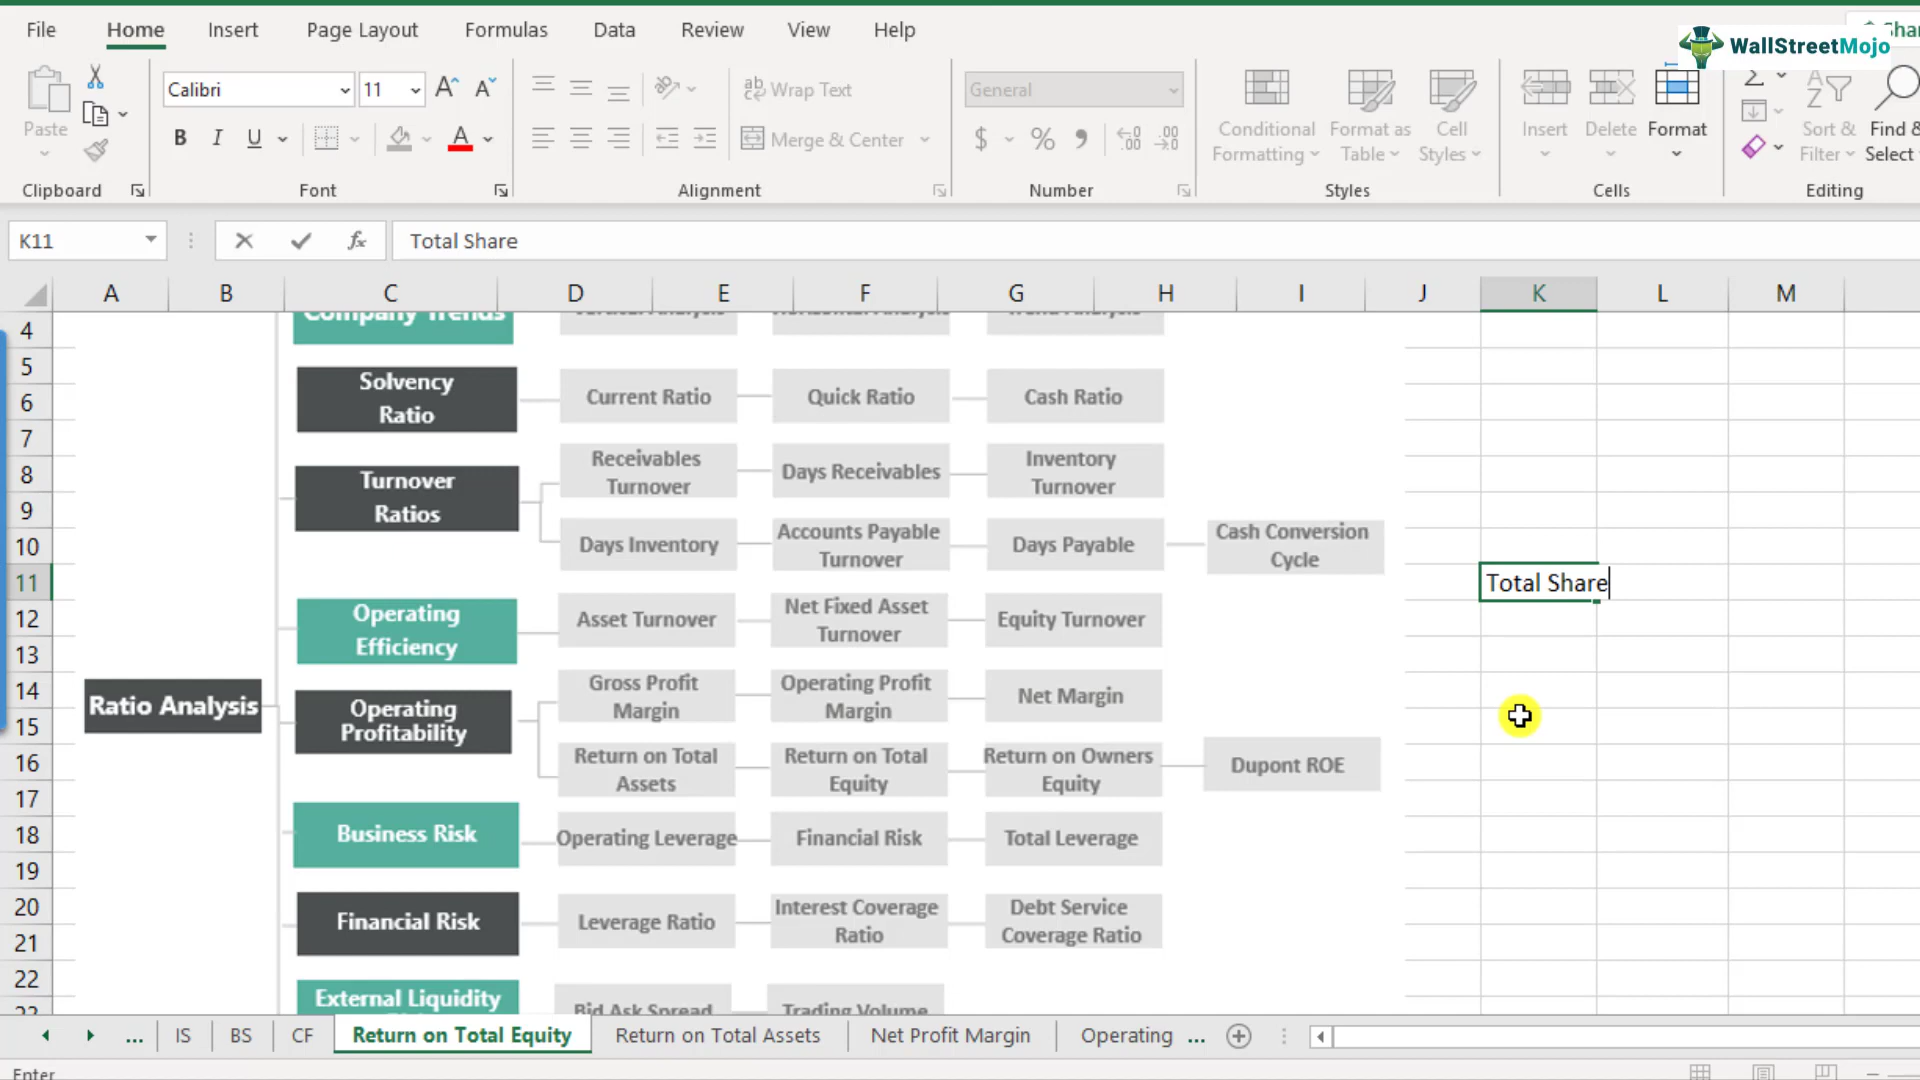 File Home Insert Page Layout Formulas Data Review View Help
WallStreetMojo
Calibri 11
Wrap Text
General
Paste
Merge & Center
$ % 
Conditional
Formatting
Format as
Table
Cell
Styles
Insert Delete Format
Sort &
Filter
Find &
Select
Clipboard Font Alignment Number Styles Cells Editing
K11 fx Total Share
A B C D E F G H I J K L M
4
Company Trends
5
6
7
8
9
10
11
12
13
14
15
16
17
18
19
20
21
22
Solvency
Ratio
Current Ratio
Quick Ratio
Cash Ratio
Turnover
Ratios
Receivables
Turnover
Days Receivables
Inventory
Turnover
Days Inventory
Accounts Payable
Turnover
Days Payable
Cash Conversion
Cycle
Total Share
Operating
Efficiency
Asset Turnover
Net Fixed Asset
Turnover
Equity Turnover
Ratio Analysis
Operating
Profitability
Gross Profit
Margin
Operating Profit
Margin
Net Margin
Return on Total
Assets
Return on Total
Equity
Return on Owners
Equity
Dupont ROE
Business Risk
Operating Leverage
Financial Risk
Total Leverage
Financial Risk
Leverage Ratio
Interest Coverage
Ratio
Debt Service
Coverage Ratio
External Liquidity
Bid Ask Spread
Trading Volume
... IS BS CF Return on Total Equity Return on Total Assets Net Profit Margin Operating ...
Enter